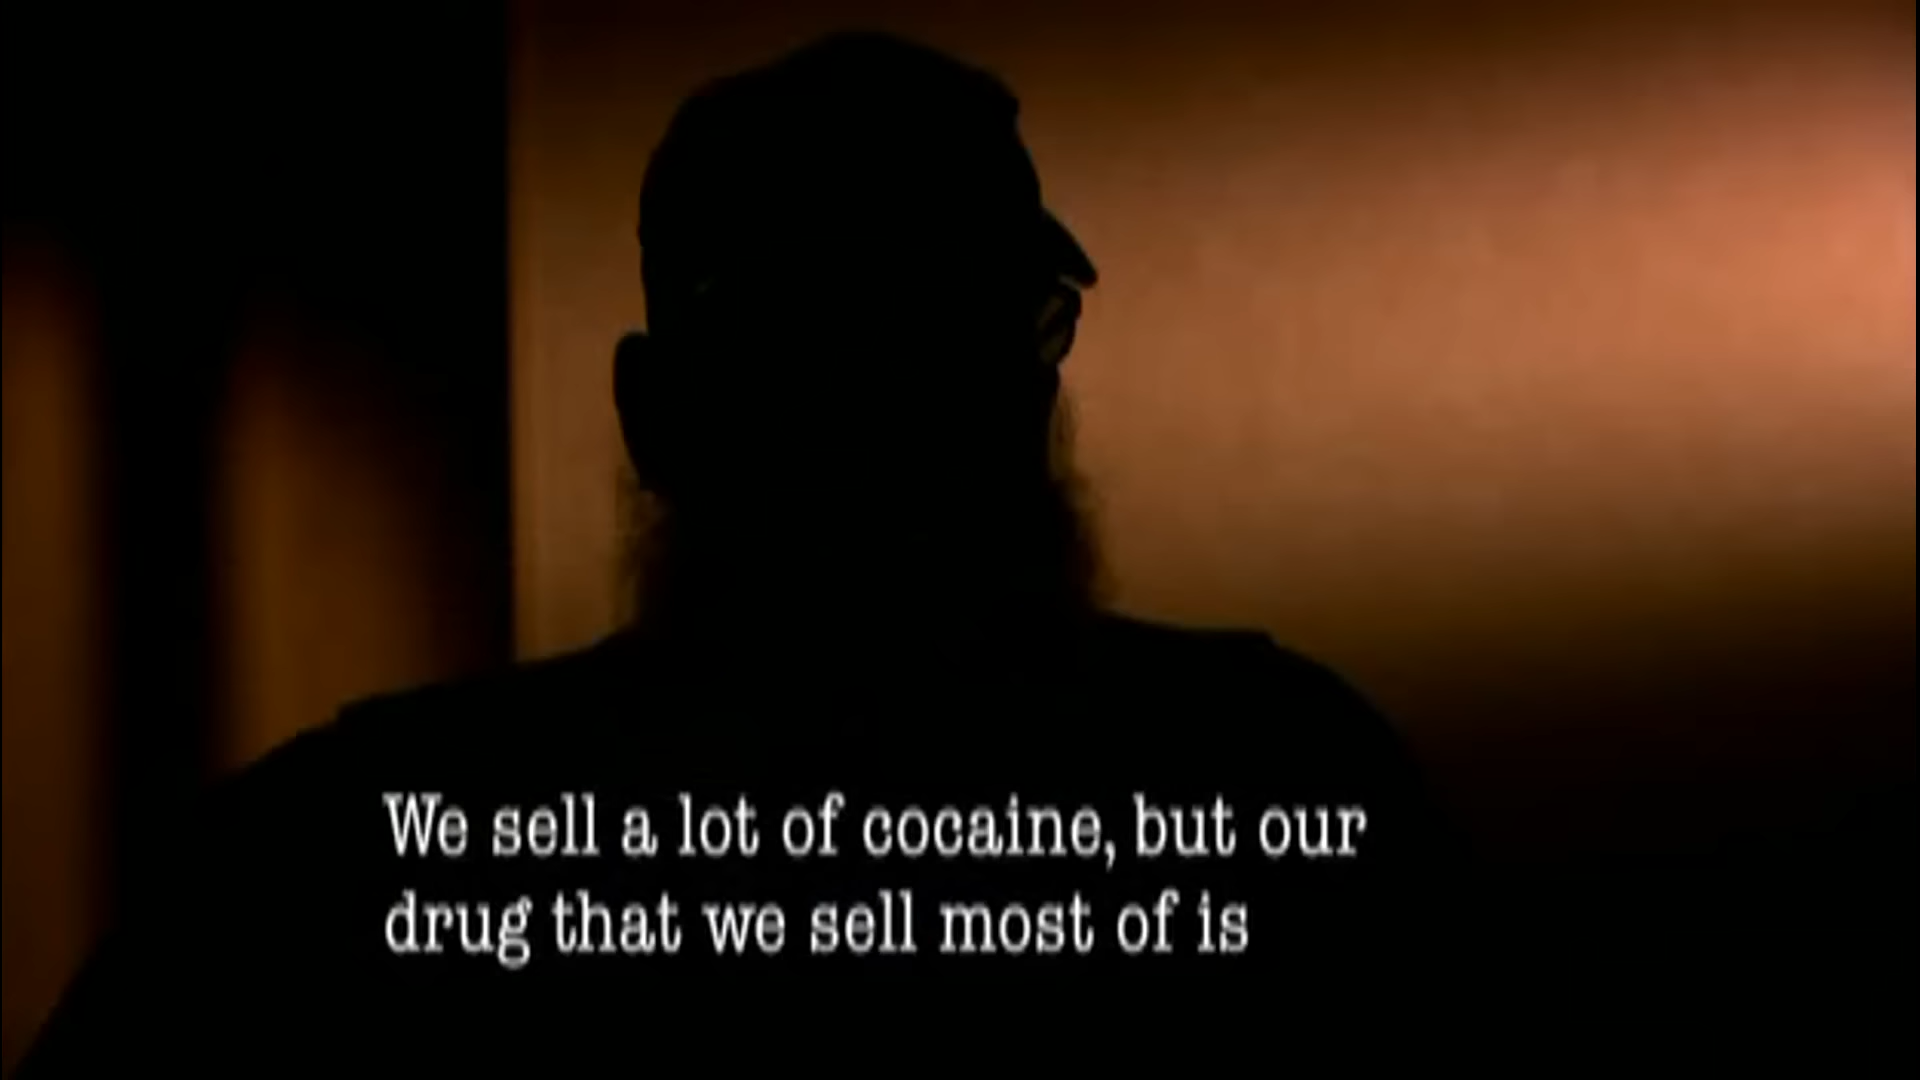 We sell a lot of cocaine, but our
drug that we sell most of is